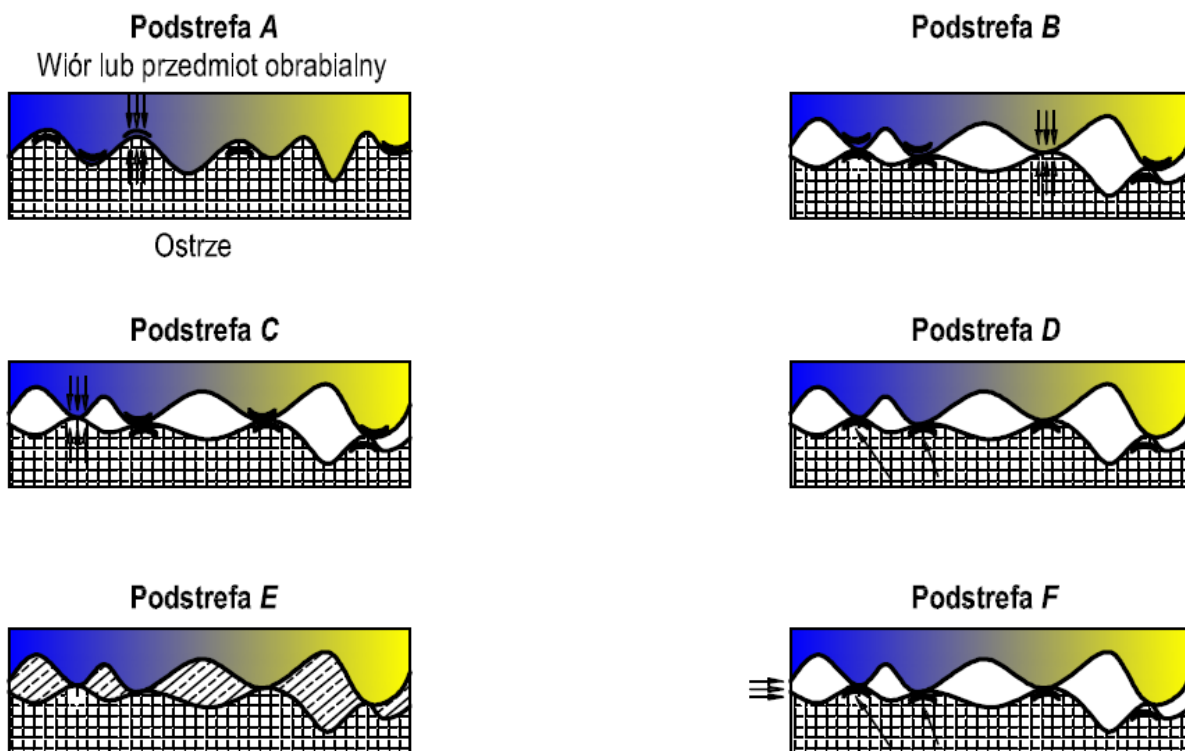 Podstrefa A
Wiór lub przedmiot obrabialny
Ostrze
Podstrefa B
Podstrefa C
Podstrefa D
Podstrefa E
Podstrefa F